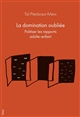 Tal Piterbraut-Merx
La domination oubliée
Politiser les rapports
adulte-enfant